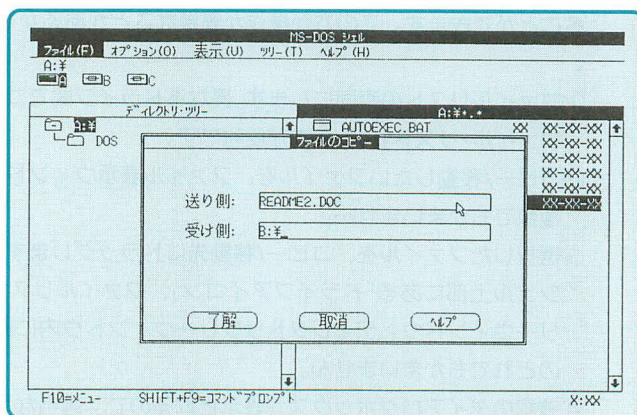 MS-DOS シェル
ファイル(F) オプション(O) 表示(U) ツリー(T) ヘルプ(H)
A:¥
A B C
ディレクトリ・ツリー
A:¥*.*
A:¥
DOS
AUTOEXEC.BAT XX XX-XX-XX
XX-XX-XX
XX-XX-XX
XX-XX-XX
XX-XX-XX
XX-XX-XX
ファイルのコピー
送り側: README2.DOC
受け側: B:¥_
了解 取消 ヘルプ
F10=メニュー SHIFT+F9=コマンドプロンプト X:XX